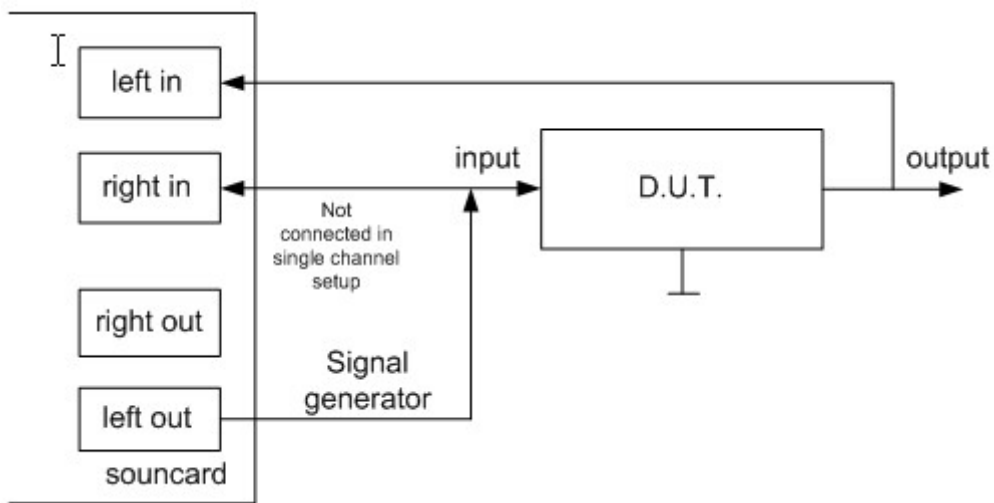 left in
right in
right out
left out
souncard
Not
connected in
single channel
setup
Signal
generator
input
D.U.T.
output